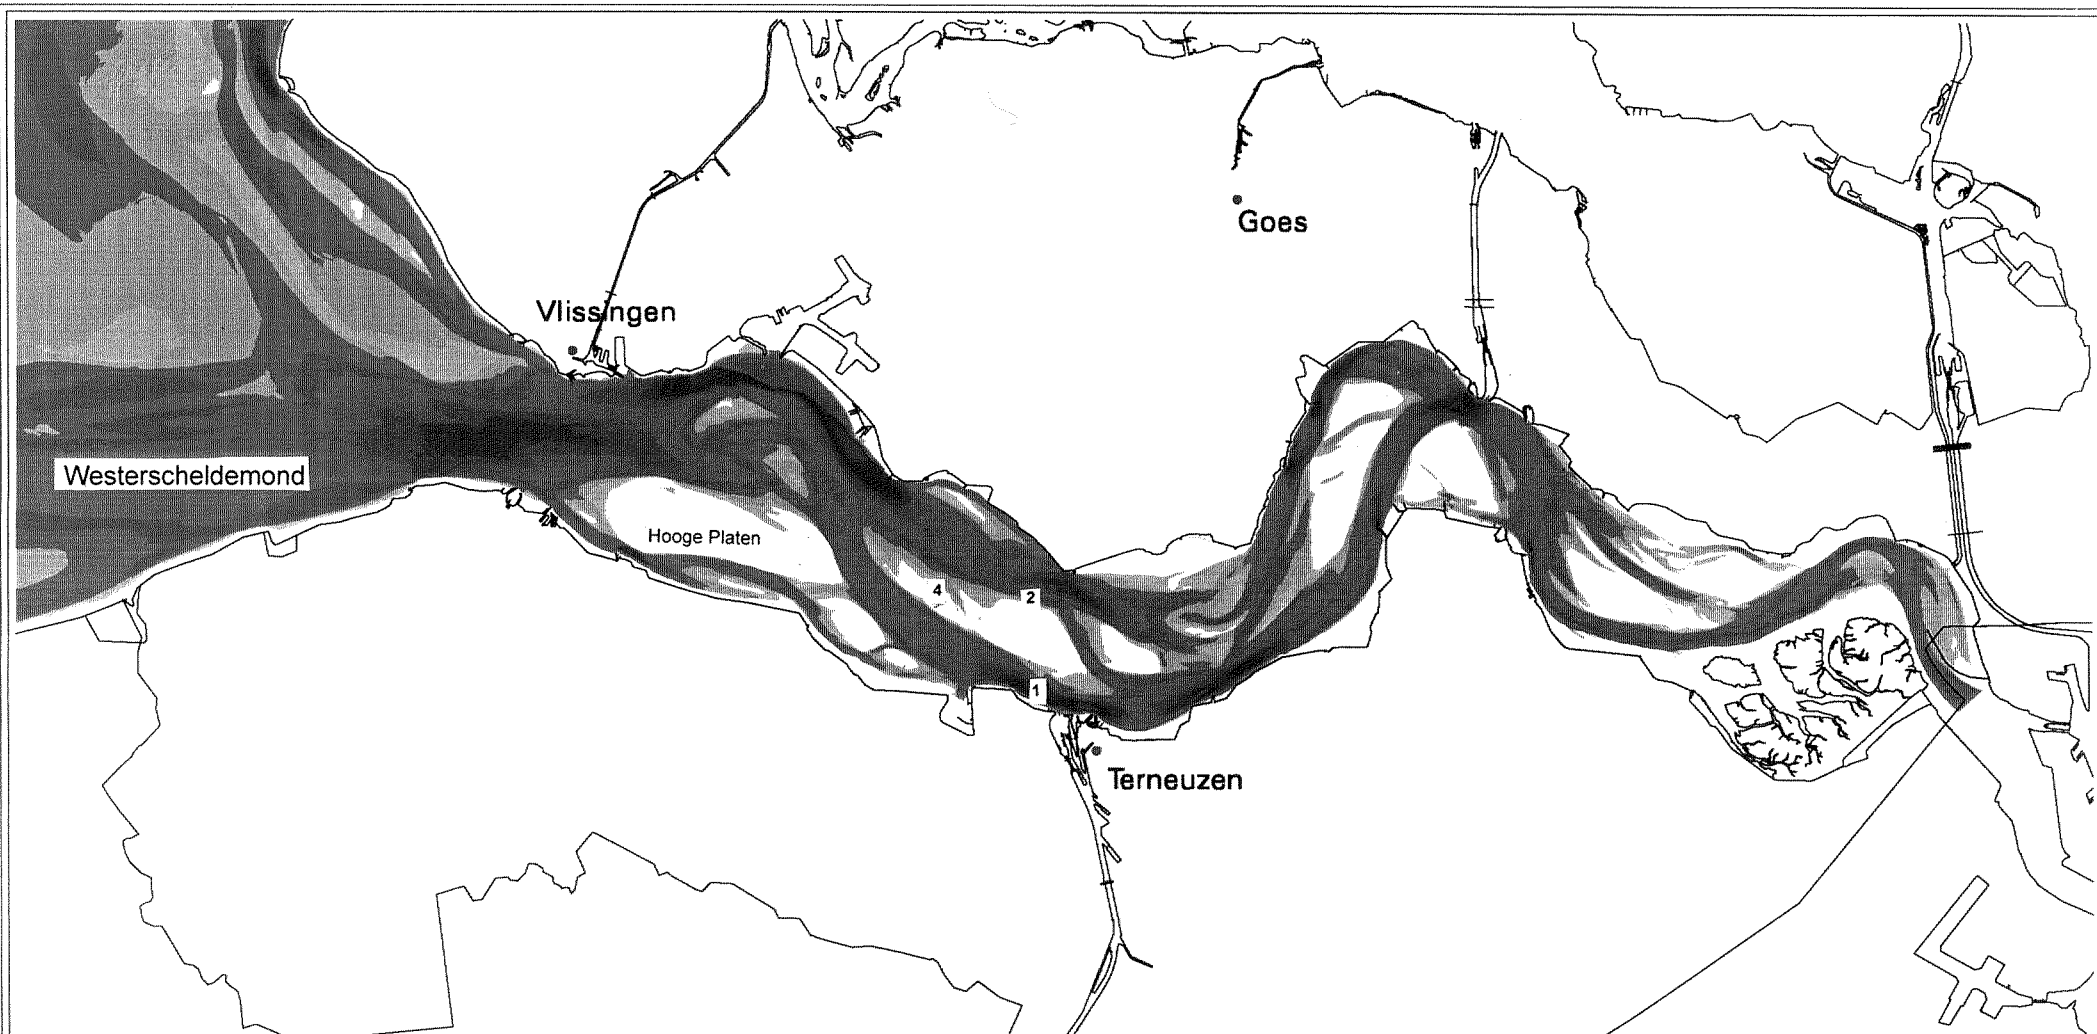 Goes
Vlissingen
Westerscheldemond
Hooge Platen
4
2
1
Terneuzen